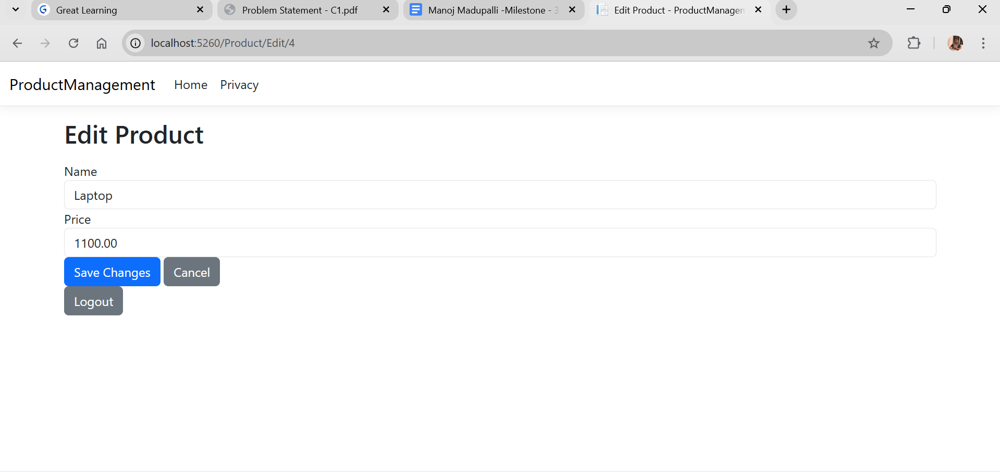 Great Learning
Problem Statement - C1.pdf
Manoj Madupalli -Milestone - 3
Edit Product - ProductManagen
localhost:5260/Product/Edit/4
ProductManagement Home Privacy
Edit Product
Name
Laptop
Price
1100.00
Save Changes Cancel
Logout